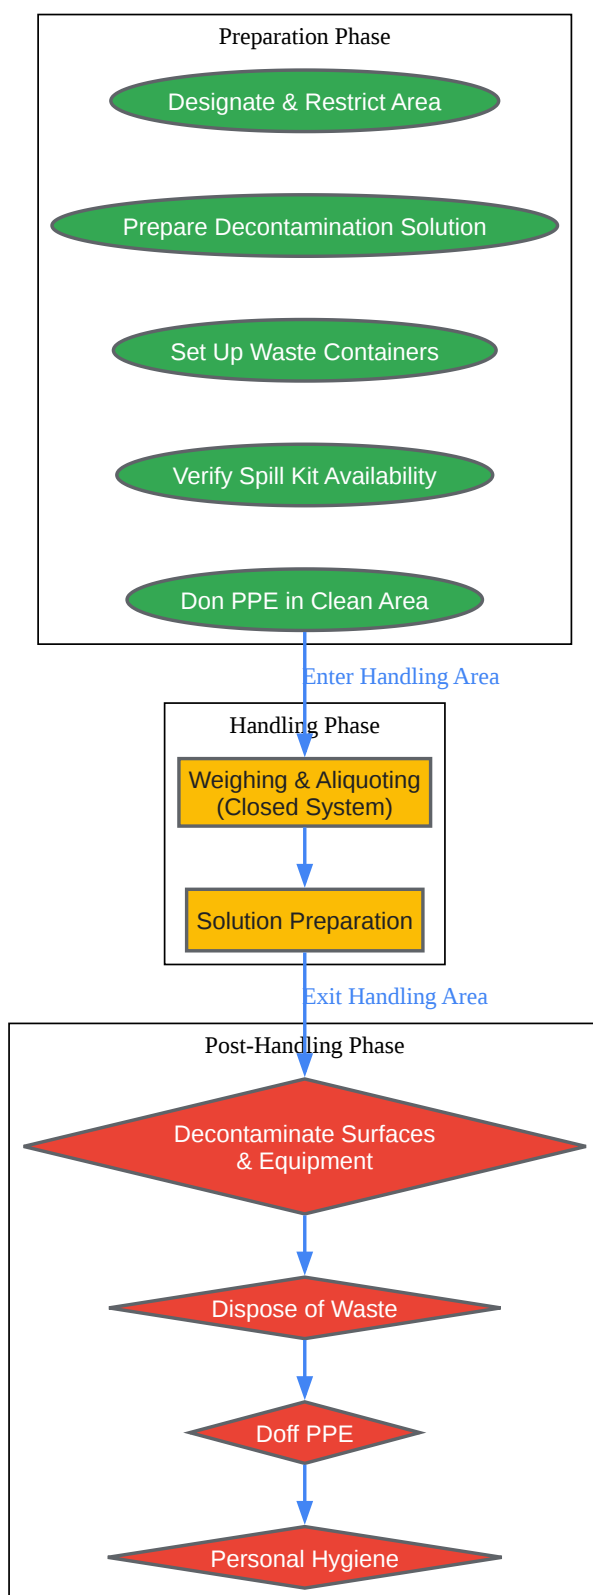 Preparation Phase
Designate & Restrict Area
Prepare Decontamination Solution
Set Up Waste Containers
Verify Spill Kit Availability
Don PPE in Clean Area
Enter Handling Area
Handling Phase
Weighing & Aliquoting
(Closed System)
Solution Preparation
Exit Handling Area
Post-Handling Phase
Decontaminate Surfaces
& Equipment
Dispose of Waste
Doff PPE
Personal Hygiene